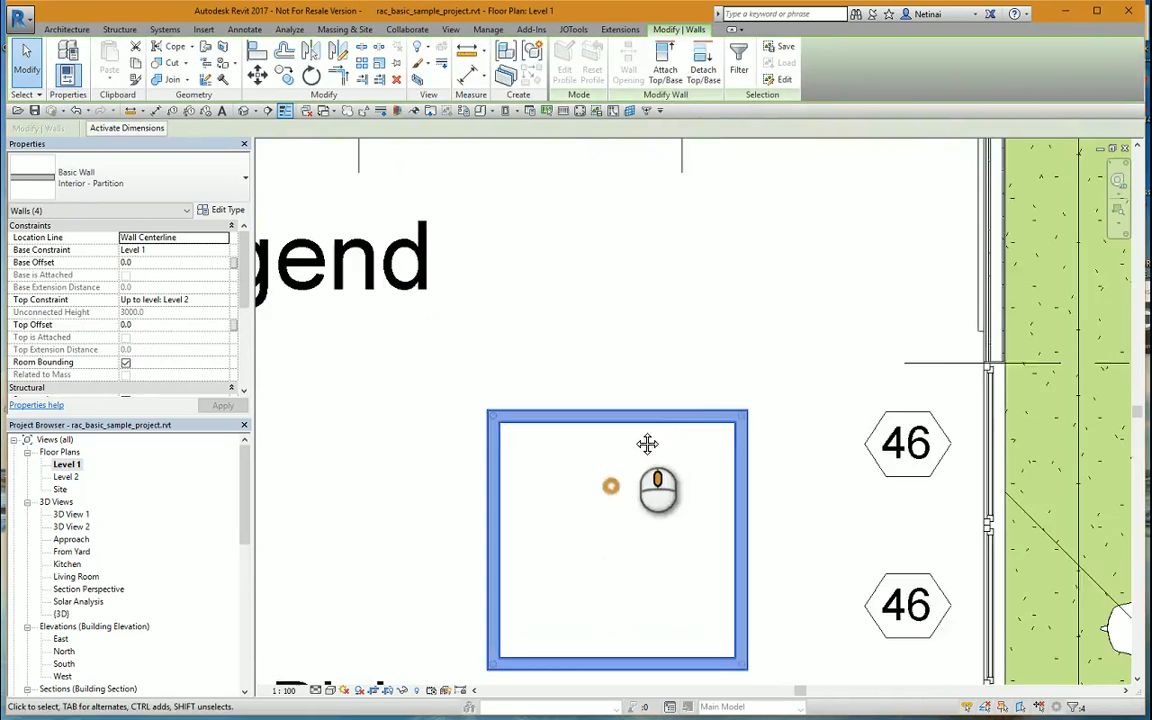 Autodesk Revit 2017 - Not For Resale Version - rac_basic_sample_project.rvt - Floor Plan: Level 1
Type a keyword or phrase
Netinai
Architecture Structure Systems Insert Annotate Analyze Massing & Site Collaborate View Manage Add-Ins JOTools Extensions Modify | Walls
Modify
Properties
Paste
Cope
Cut
Join
Edit Profile
Reset Profile
Wall Opening
Attach Top/Base
Detach Top/Base
Filter
Save
Load
Edit
Select Properties Clipboard Geometry Modify View Measure Create Mode Modify Wall Selection
Modify | Walls
Activate Dimensions
Properties
Basic Wall
Interior - Partition
Walls (4)
Edit Type
Constraints
Location Line Wall Centerline
Base Constraint Level 1
Base Offset 0.0
Base is Attached
Base Extension Distance 0.0
Top Constraint Up to level: Level 2
Unconnected Height 3000.0
Top Offset 0.0
Top is Attached
Top Extension Distance 0.0
Room Bounding
Related to Mass
Structural
Properties help
Apply
Project Browser - rac_basic_sample_project.rvt
Views (all)
Floor Plans
Level 1
Level 2
Site
3D Views
3D View 1
3D View 2
Approach
From Yard
Kitchen
Living Room
Section Perspective
Solar Analysis
{3D}
Elevations (Building Elevation)
East
North
South
West
Sections (Building Section)
gend
46
46
1 : 100
Click to select, TAB for alternates, CTRL adds, SHIFT unselects.
:0
Main Model
:4